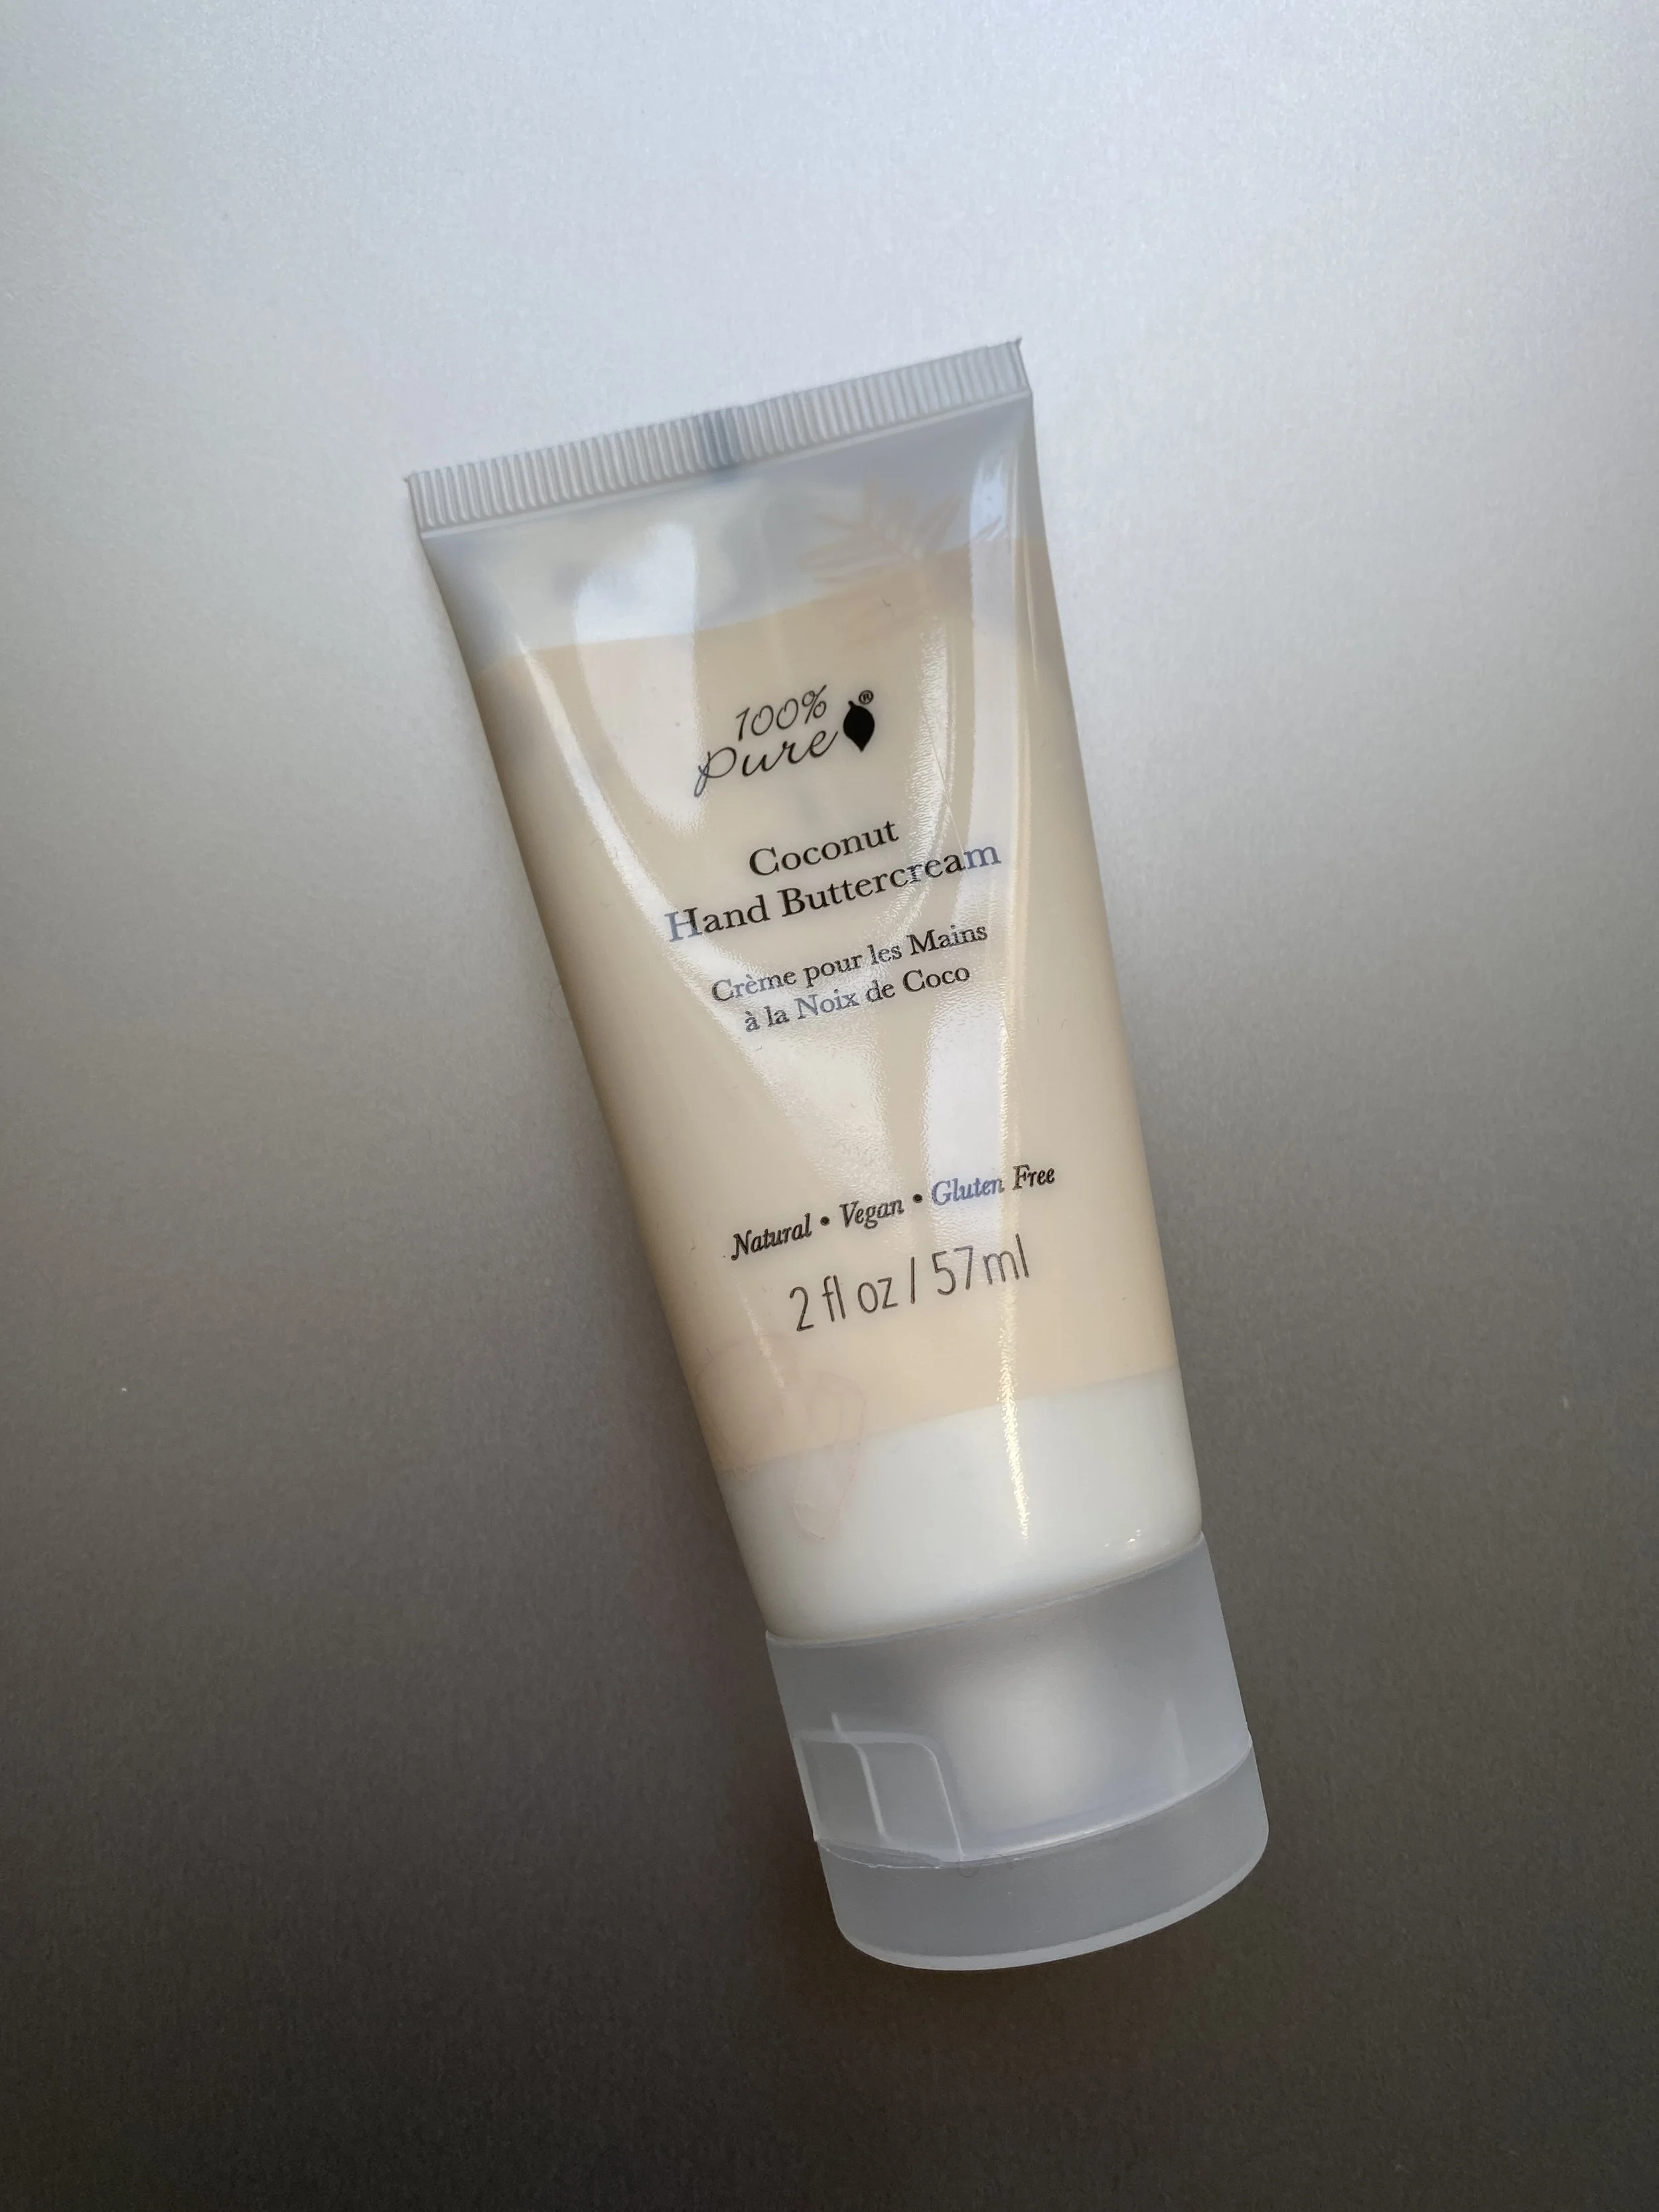 100%
Pure®
Coconut
Hand Buttercream
Crème pour les Mains
à la Noix de Coco
Natural • Vegan • Gluten Free
2 fl oz / 57ml